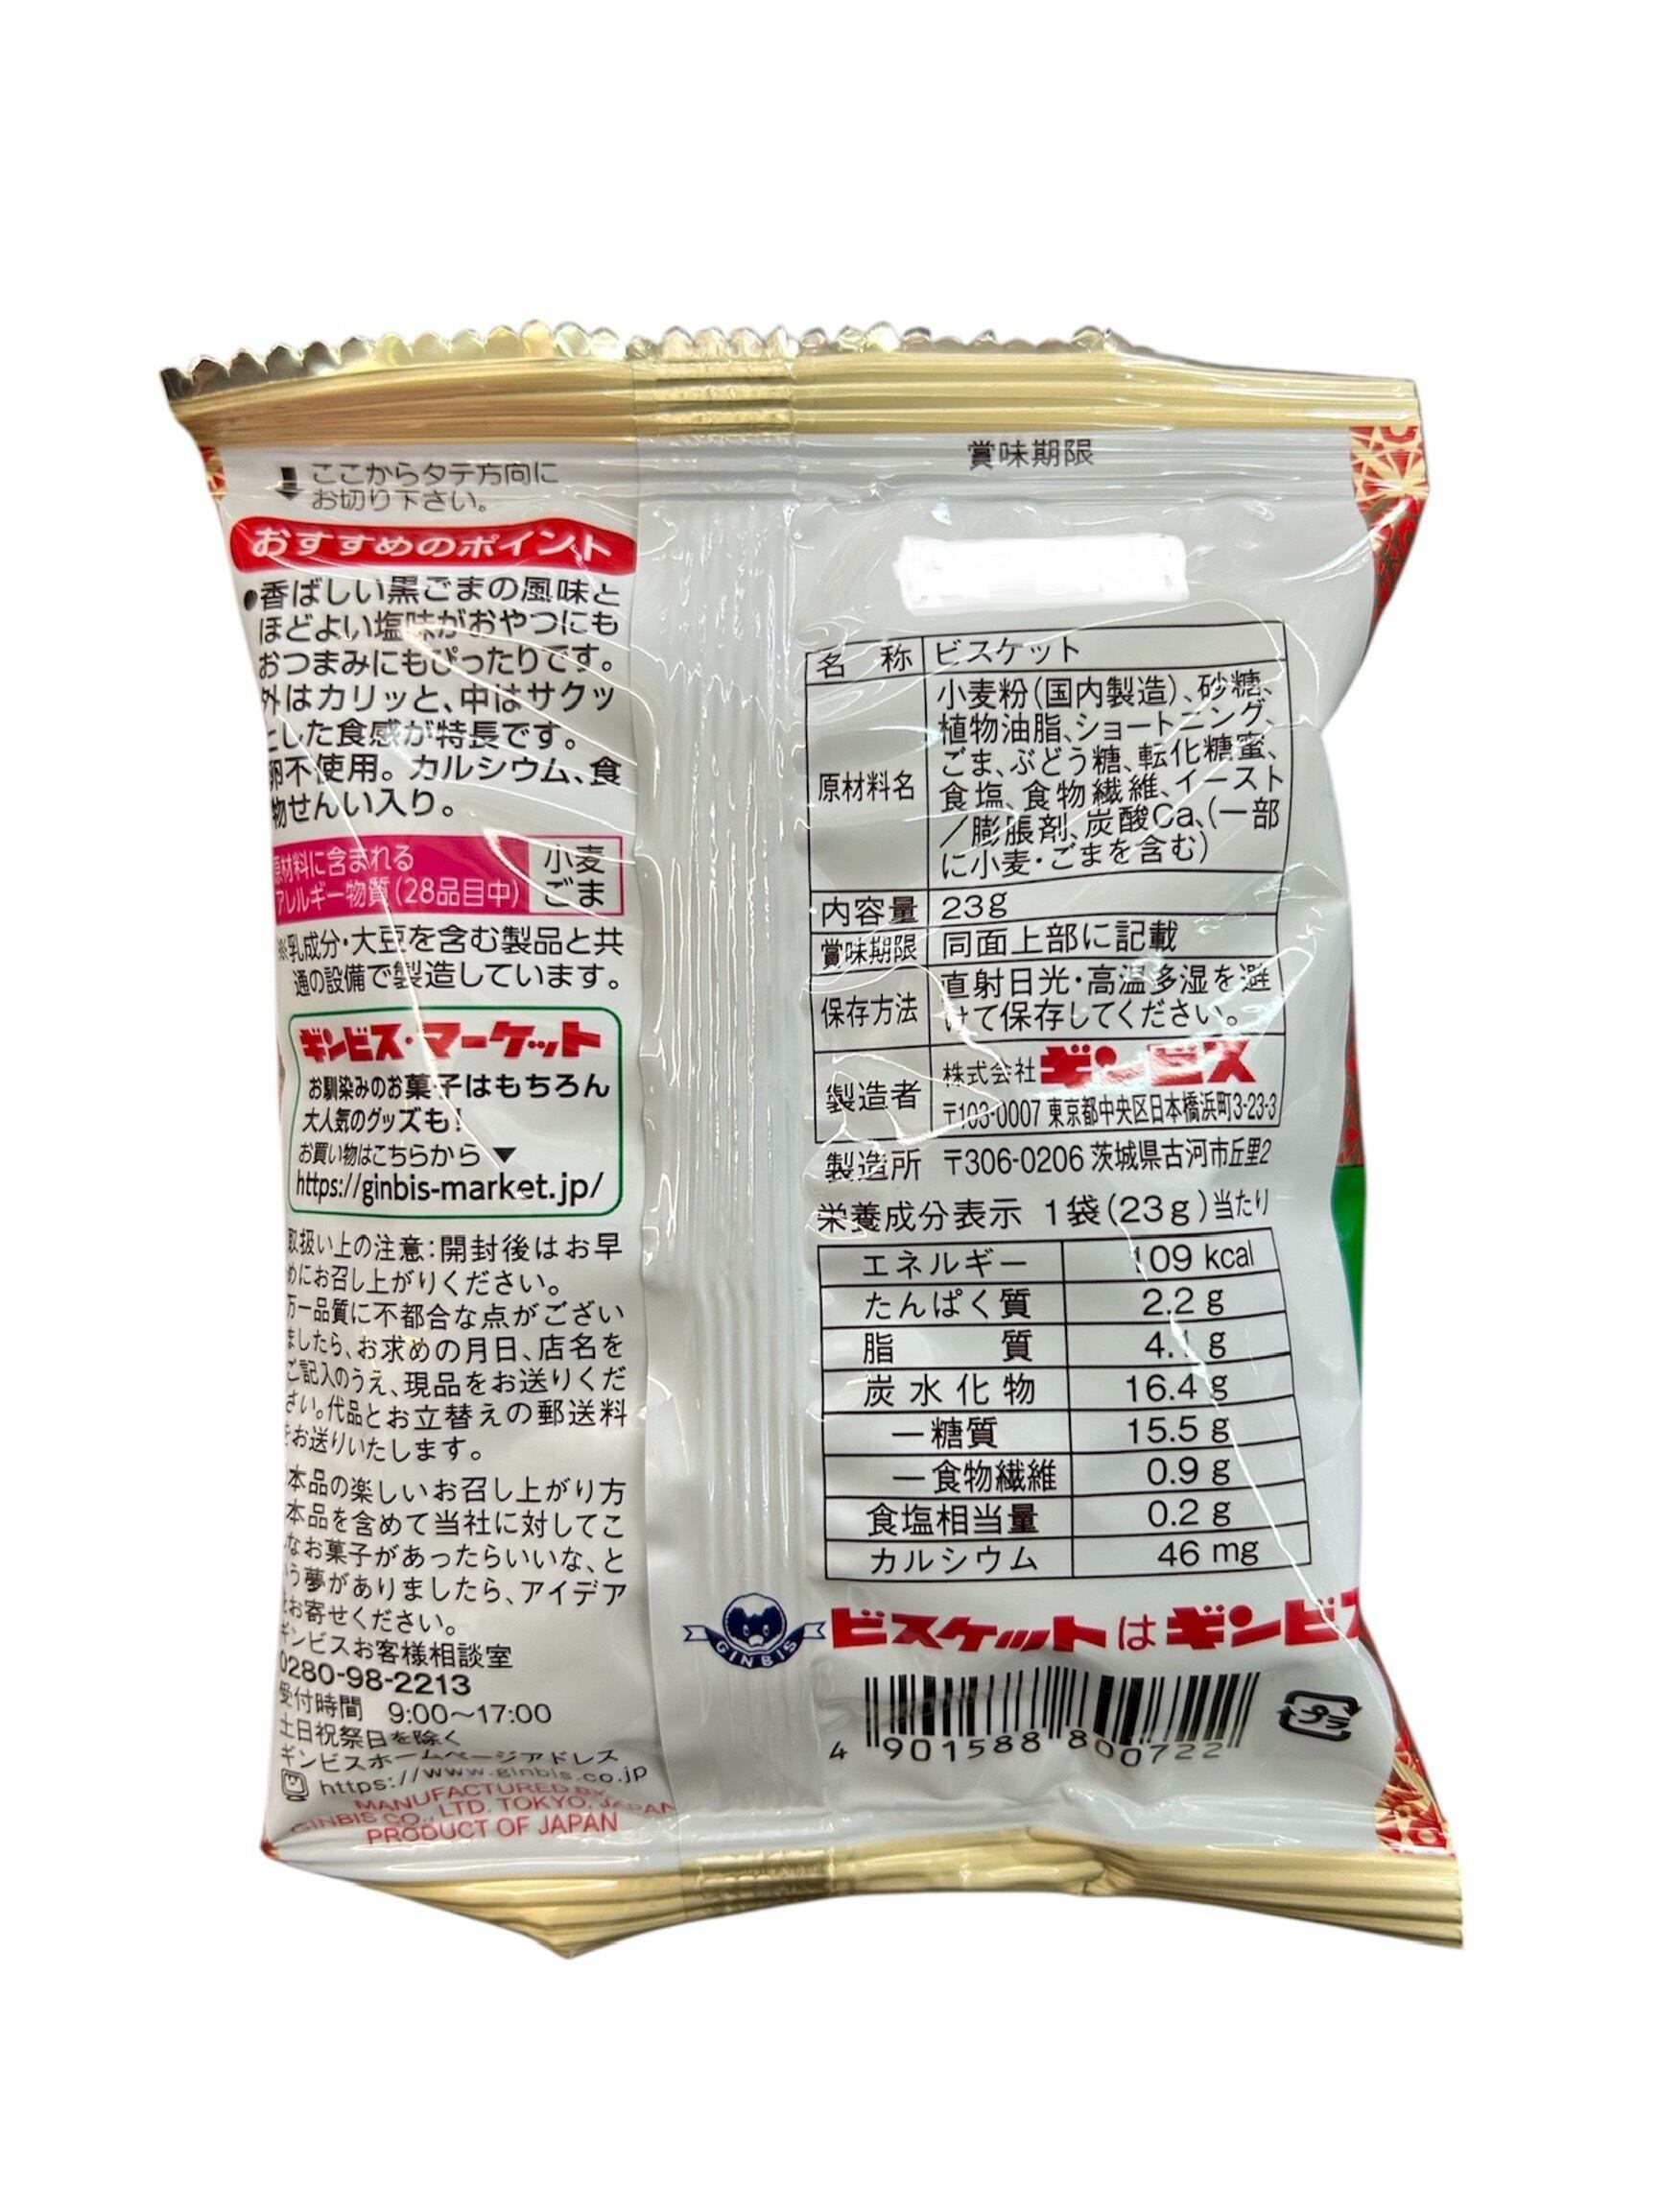 ここからタテ方向に
お切り下さい。
おすすめのポイント
●香ばしい黒ごまの風味と
ほどよい塩味がおやつにも
おつまみにもぴったりです。
外はカリッと、中はサクッ
とした食感が特長です。
卵不使用。カルシウム、食
物せんい入り。
原材料に含まれる
アレルギー物質(28品目中)
小麦
ごま
※乳成分・大豆を含む製品と共
通の設備で製造しています。
ギンビス・マーケット
お馴染みのお菓子はもちろん
大人気のグッズも!
お買い物はこちらから▼
https://ginbis-market.jp/
取扱い上の注意:開封後はお早
めにお召し上がりください。
万一品質に不都合な点がござい
ましたら、お求めの月日、店名を
ご記入のうえ、現品をお送りくだ
さい。代品とお立替えの郵送料
をお送りいたします。
本品の楽しいお召し上がり方
本品を含めて当社に対してこ
なお菓子があったらいいな、と
う夢がありましたら、アイデア
をお寄せください。
ギンビスお客様相談室
0280-98-2213
受付時間 9:00〜17:00
土日祝祭日を除く
ギンビスホームページアドレス
https://www.ginbis.co.jp
MANUFACTURED BY
GINBIS CO., LTD. TOKYO, JAPAN
PRODUCT OF JAPAN
賞味期限
名 称 ビスケット
原材料名
小麦粉(国内製造)、砂糖、
植物油脂、ショートニング、
ごま、ぶどう糖、転化糖蜜、
食塩、食物繊維、イースト
/膨脹剤、炭酸Ca、(一部
に小麦・ごまを含む)
内容量 23g
賞味期限 同面上部に記載
保存方法
直射日光・高温多湿を避
けて保存してください。
製造者
株式会社ギンビス
〒103-0007 東京都中央区日本橋浜町3-23-3
製造所 〒306-0206 茨城県古河市丘里2
栄養成分表示 1袋(23g)当たり
エネルギー 109 kcal
たんぱく質 2.2 g
脂 質 4.1 g
炭水化物 16.4 g
—糖質 15.5 g
—食物繊維 0.9 g
食塩相当量 0.2 g
カルシウム 46 mg
GINBIS
ビスケットはギンビス
4 901588 800722
プラ